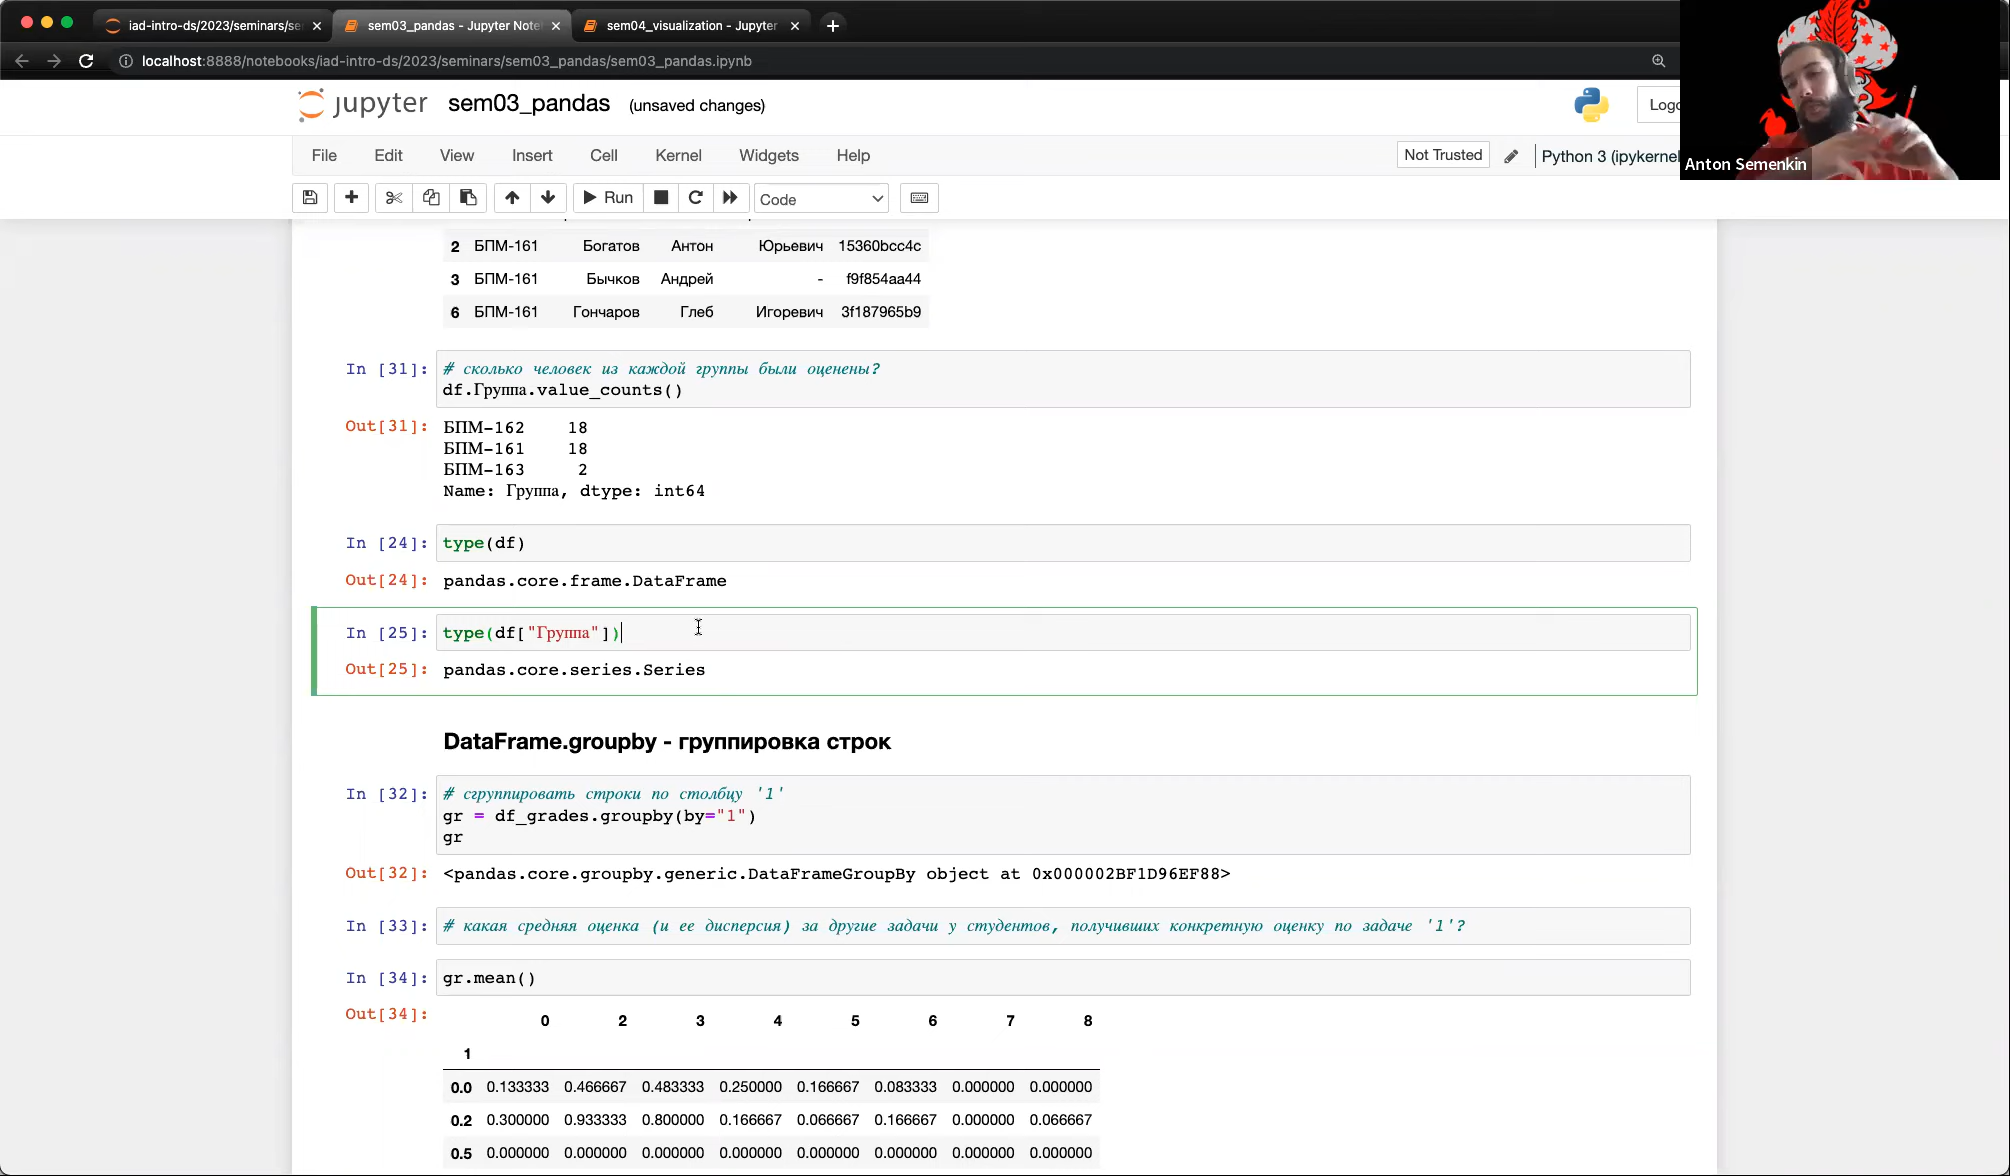 iad-intro-ds/2023/seminars/se
sem03_pandas - Jupyter Note
sem04_visualization - Jupyter
localhost:8888/notebooks/iad-intro-ds/2023/seminars/sem03_pandas/sem03_pandas.ipynb
jupyter sem03_pandas (unsaved changes)
Logo
File Edit View Insert Cell Kernel Widgets Help
Not Trusted
Python 3 (ipykernel
Anton Semenkin
Run
Code
2 БПМ-161 Богатов Антон Юрьевич 15360bcc4c
3 БПМ-161 Бычков Андрей - f9f854aa44
6 БПМ-161 Гончаров Глеб Игоревич 3f187965b9
In [31]: # сколько человек из каждой группы были оценены?
df.Группа.value_counts()
Out[31]: БПМ-162 18
БПМ-161 18
БПМ-163 2
Name: Группа, dtype: int64
In [24]: type(df)
Out[24]: pandas.core.frame.DataFrame
In [25]: type(df["Группа"])
Out[25]: pandas.core.series.Series
DataFrame.groupby - группировка строк
In [32]: # сгруппировать строки по столбцу '1'
gr = df_grades.groupby(by="1")
gr
Out[32]: <pandas.core.groupby.generic.DataFrameGroupBy object at 0x000002BF1D96EF88>
In [33]: # какая средняя оценка (и ее дисперсия) за другие задачи у студентов, получивших конкретную оценку по задаче '1'?
In [34]: gr.mean()
Out[34]:
0 2 3 4 5 6 7 8
1
0.0 0.133333 0.466667 0.483333 0.250000 0.166667 0.083333 0.000000 0.000000
0.2 0.300000 0.933333 0.800000 0.166667 0.066667 0.166667 0.000000 0.066667
0.5 0.000000 0.000000 0.000000 0.000000 0.000000 0.000000 0.000000 0.000000